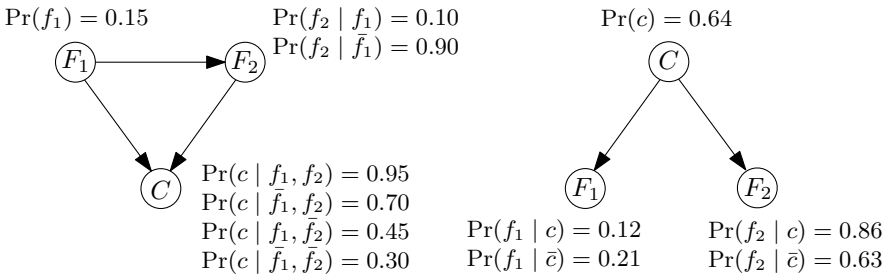 Pr(f₁) = 0.15
Pr(f₂ | f₁) = 0.10
Pr(f₂ | f̄₁) = 0.90
F₁
F₂
C
Pr(c | f₁, f₂) = 0.95
Pr(c | f̄₁, f₂) = 0.70
Pr(c | f₁, f̄₂) = 0.45
Pr(c | f̄₁, f̄₂) = 0.30
Pr(c) = 0.64
C
F₁
F₂
Pr(f₁ | c) = 0.12
Pr(f₁ | c̄) = 0.21
Pr(f₂ | c) = 0.86
Pr(f₂ | c̄) = 0.63